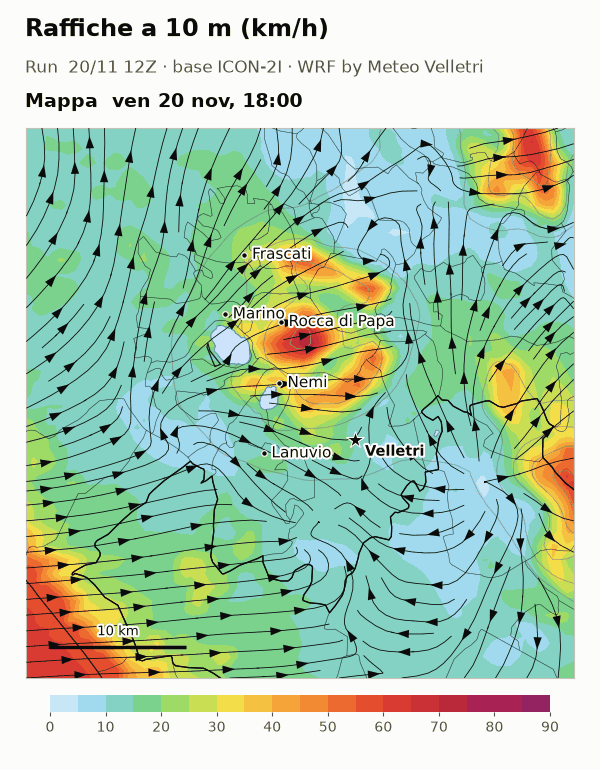 Raffiche a 10 m (km/h)
Run  20/11 12Z · base ICON-2I · WRF by Meteo Velletri
Mappa  ven 20 nov, 18:00
Frascati
Marino
Rocca di Papa
Nemi
Velletri
Lanuvio
10 km
0 10 20 30 40 50 60 70 80 90